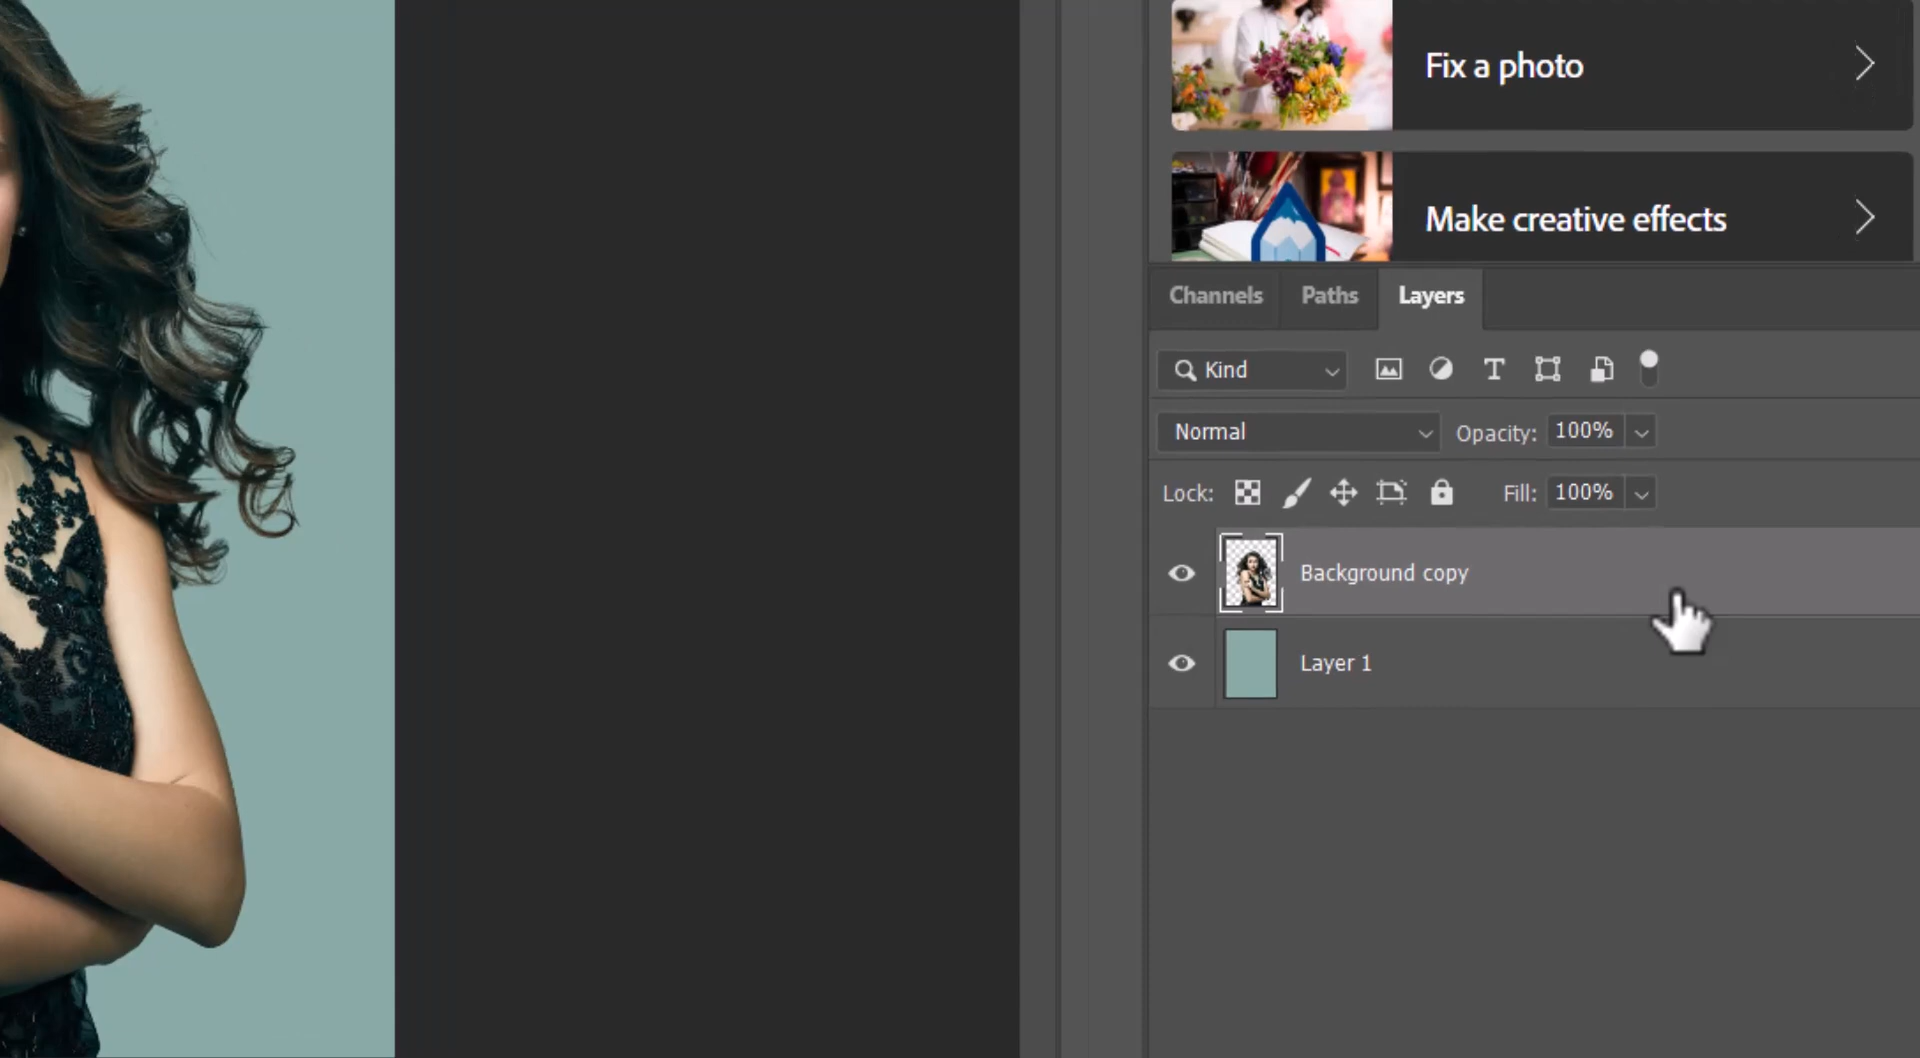 Fix a photo
Make creative effects
Channels Paths Layers
Kind
Normal Opacity: 100%
Lock: Fill: 100%
Background copy
Layer 1